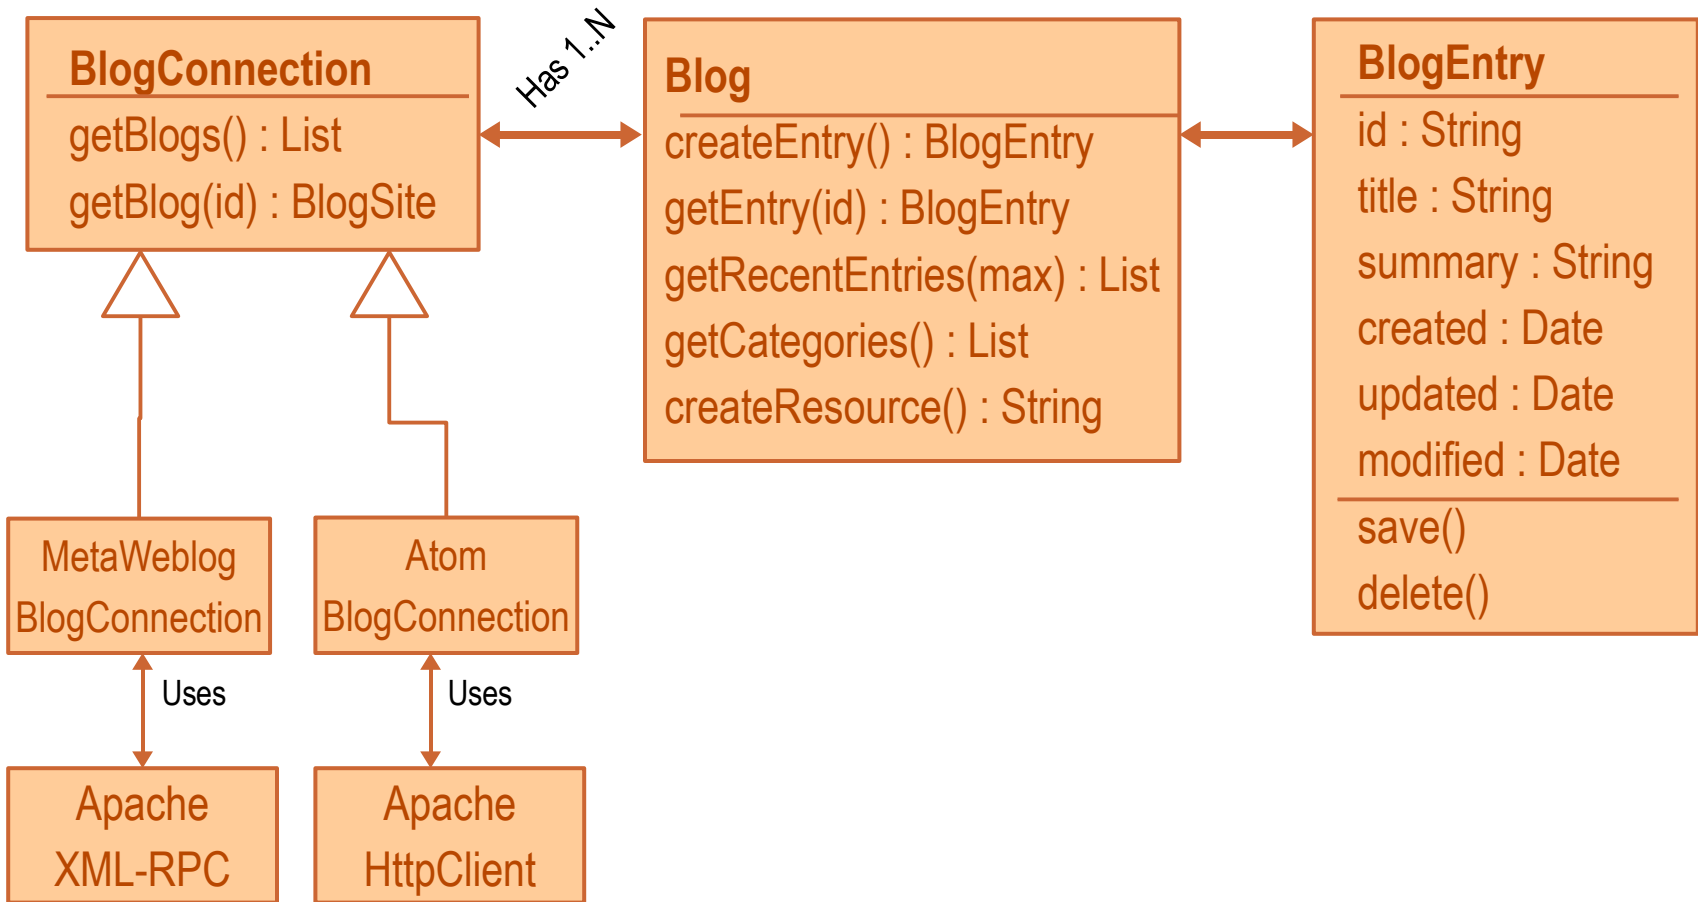 BlogConnection
getBlogs() : List
getBlog(id) : BlogSite
Has 1..N
Blog
createEntry() : BlogEntry
getEntry(id) : BlogEntry
getRecentEntries(max) : List
getCategories() : List
createResource() : String
BlogEntry
id : String
title : String
summary : String
created : Date
updated : Date
modified : Date
save()
delete()
MetaWeblog
BlogConnection
Atom
BlogConnection
Uses
Uses
Apache
XML-RPC
Apache
HttpClient